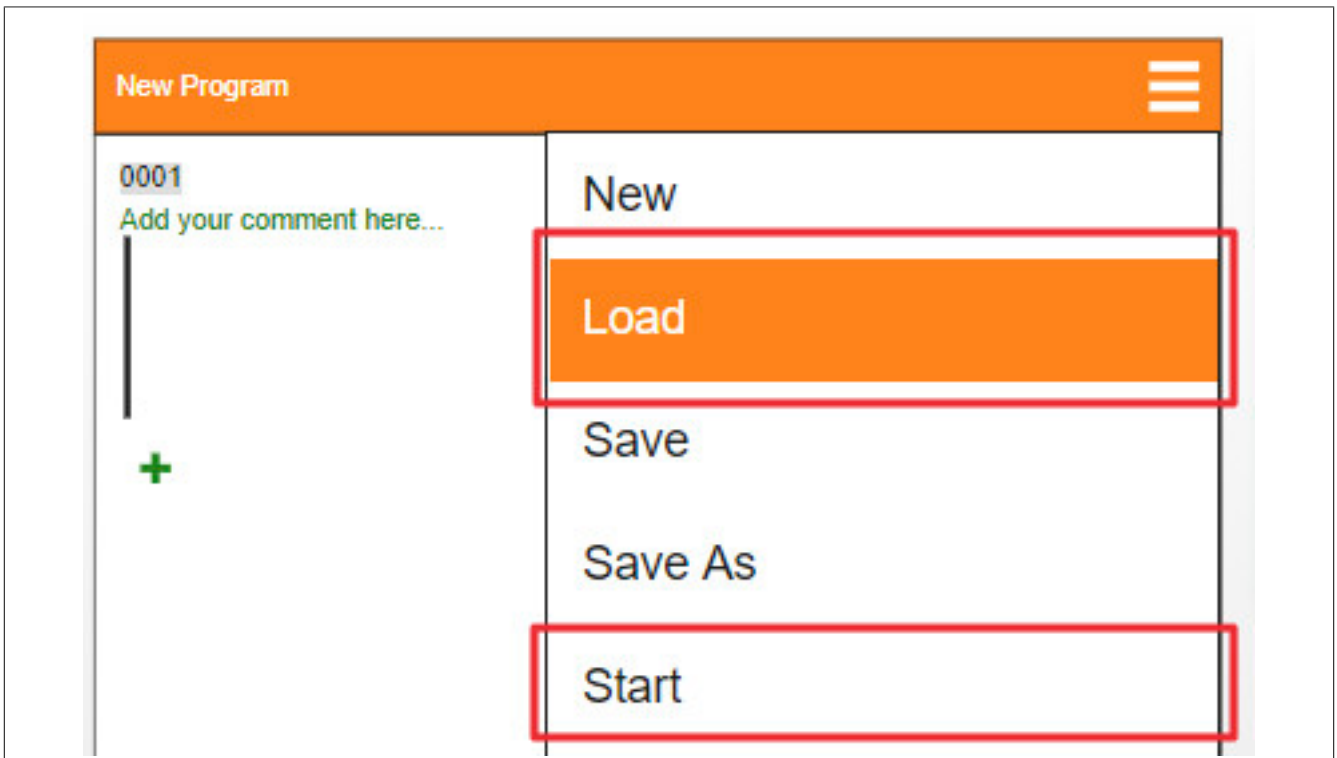 New Program
0001
Add your comment here...
New
Load
Save
Save As
Start